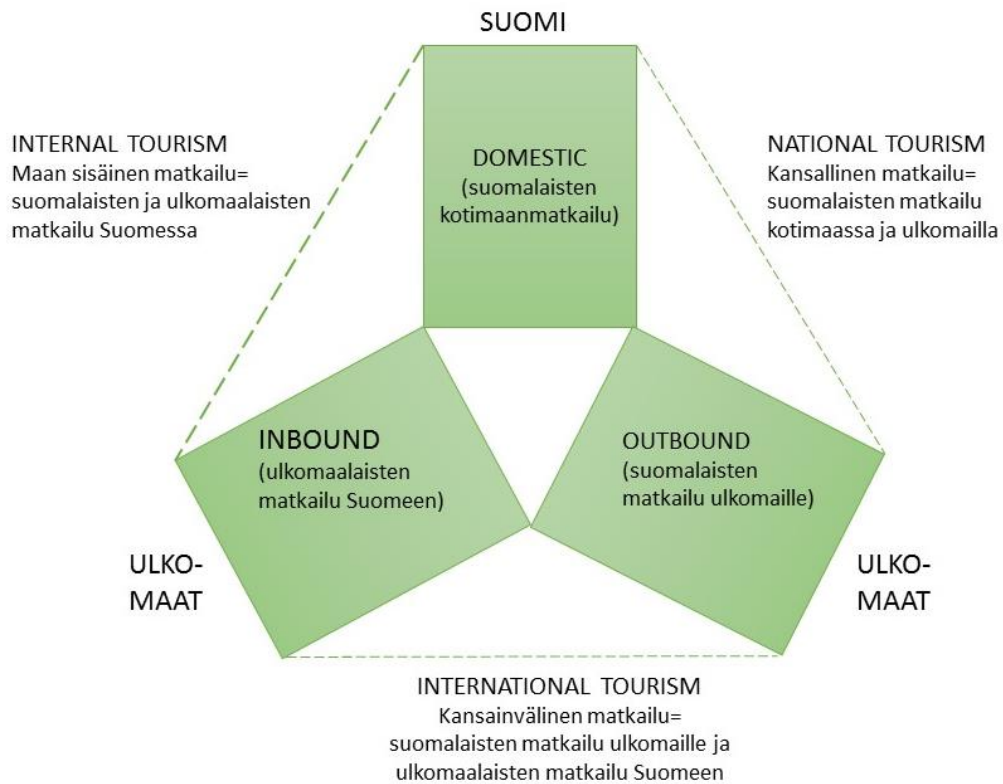 SUOMI
INTERNAL TOURISM
Maan sisäinen matkailu=
suomalaisten ja ulkomaalaisten
matkailu Suomessa
DOMESTIC
(suomalaisten
kotimaanmatkailu)
NATIONAL TOURISM
Kansallinen matkailu=
suomalaisten matkailu
kotimaassa ja ulkomailla
INBOUND
(ulkomaalaisten
matkailu Suomeen)
OUTBOUND
(suomalaisten
matkailu ulkomaille)
ULKO-
MAAT
ULKO-
MAAT
INTERNATIONAL TOURISM
Kansainvälinen matkailu=
suomalaisten matkailu ulkomaille ja
ulkomaalaisten matkailu Suomeen